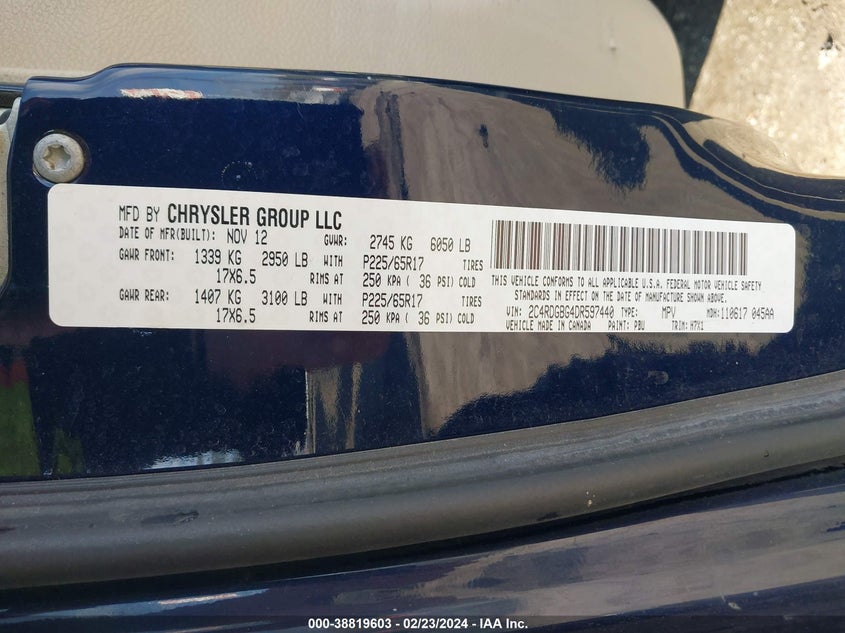 MFD BY CHRYSLER GROUP LLC
DATE OF MFR(BUILT): NOV 12 GVWR: 2745 KG 6050 LB
GAWR FRONT: 1339 KG 2950 LB WITH P225/65R17 TIRES
17X6.5 RIMS AT 250 KPA ( 36 PSI) COLD
GAWR REAR: 1407 KG 3100 LB WITH P225/65R17 TIRES
17X6.5 RIMS AT 250 KPA ( 36 PSI) COLD
THIS VEHICLE CONFORMS TO ALL APPLICABLE U.S.A. FEDERAL MOTOR VEHICLE SAFETY
STANDARDS IN EFFECT ON THE DATE OF MANUFACTURE SHOWN ABOVE.
VIN: 2C4RDGBG4DR597440 TYPE: MPV MDH: 110617 045AA
VEHICLE MADE IN CANADA PAINT: PBU TRIM: H7X1
000-38819603 - 02/23/2024 - IAA Inc.